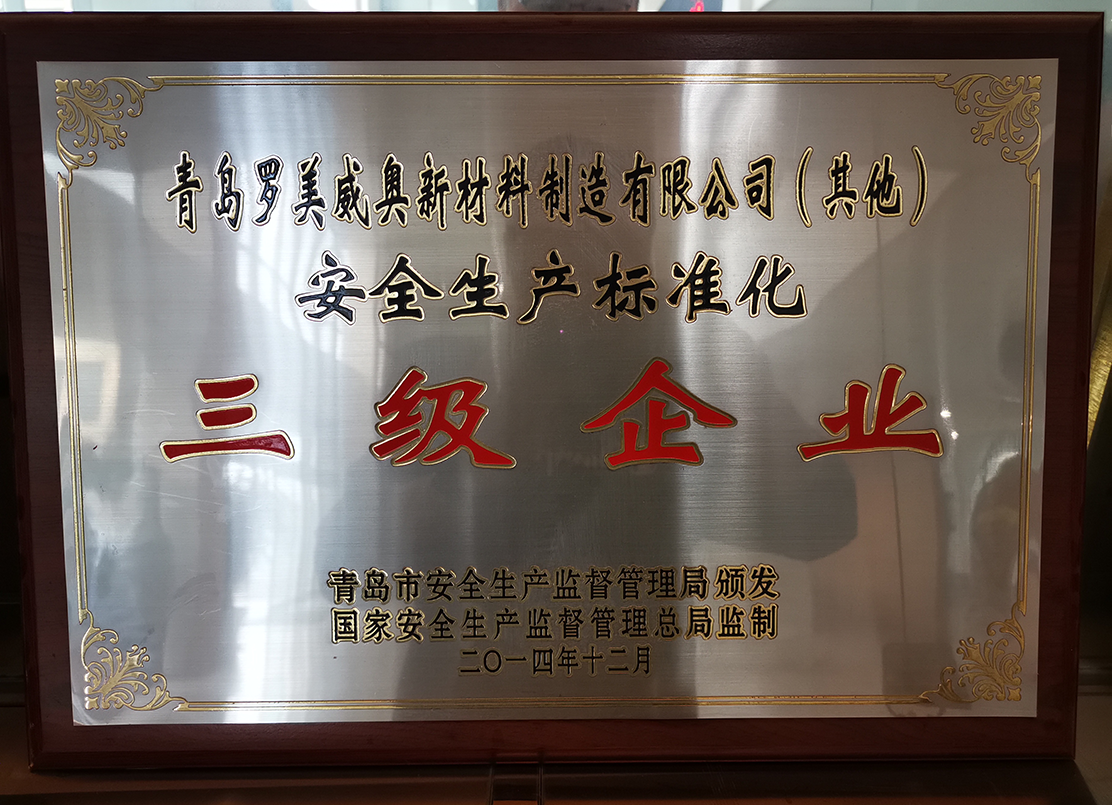 青岛罗美威奥新材料制造有限公司（其他）
安全生产标准化
三级企业
青岛市安全生产监督管理局颁发
国家安全生产监督管理总局监制
二〇一四年十二月